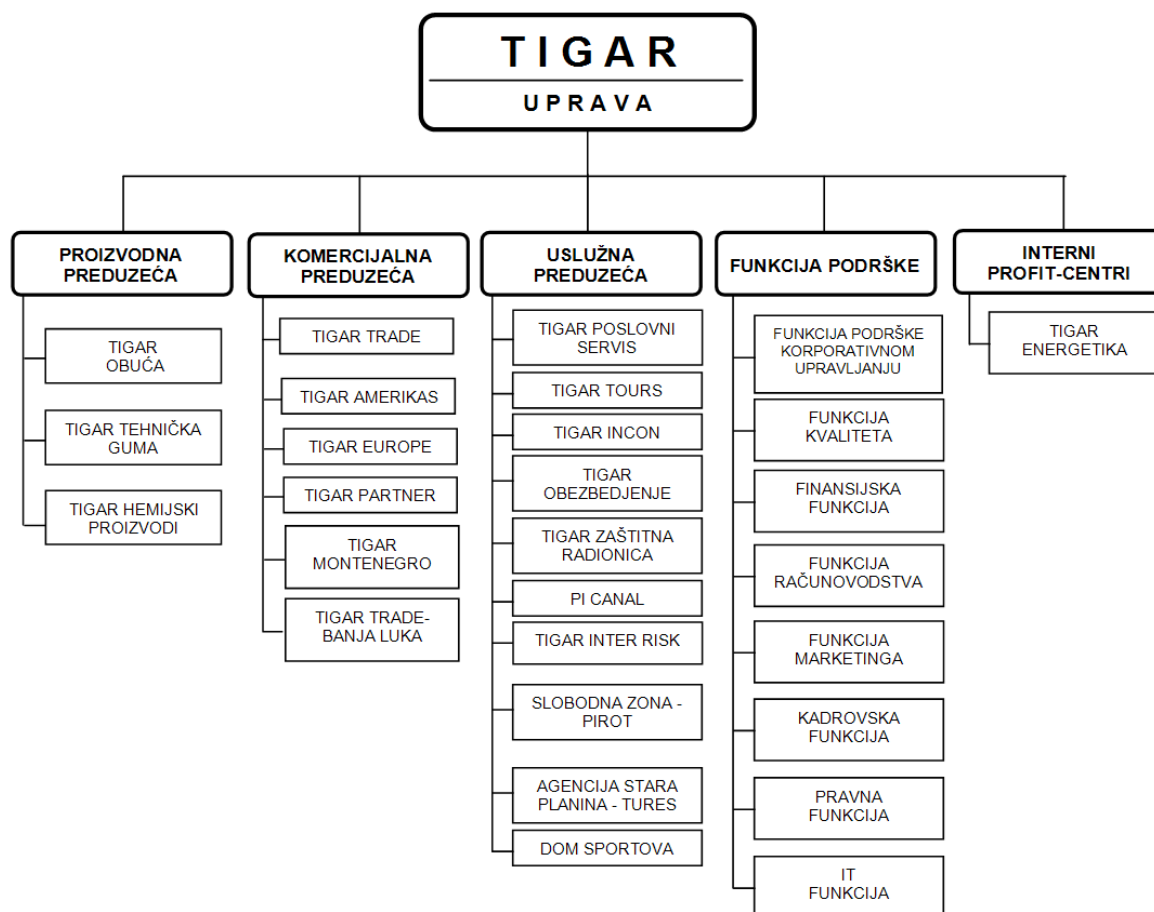 T I G A R
U P R A V A
PROIZVODNA
PREDUZEĆA
TIGAR
OBUĆA
TIGAR TEHNIČKA
GUMA
TIGAR HEMIJSKI
PROIZVODI
KOMERCIJALNA
PREDUZEĆA
TIGAR TRADE
TIGAR AMERIKAS
TIGAR EUROPE
TIGAR PARTNER
TIGAR
MONTENEGRO
TIGAR TRADE-
BANJA LUKA
USLUŽNA
PREDUZEĆA
TIGAR POSLOVNI
SERVIS
TIGAR TOURS
TIGAR INCON
TIGAR
OBEZBEDJENJE
TIGAR ZAŠTITNA
RADIONICA
PI CANAL
TIGAR INTER RISK
SLOBODNA ZONA -
PIROT
AGENCIJA STARA
PLANINA - TURES
DOM SPORTOVA
FUNKCIJA PODRŠKE
FUNKCIJA PODRŠKE
KORPORATIVNOM
UPRAVLJANJU
FUNKCIJA
KVALITETA
FINANSIJSKA
FUNKCIJA
FUNKCIJA
RAČUNOVODSTVA
FUNKCIJA
MARKETINGA
KADROVSKA
FUNKCIJA
PRAVNA
FUNKCIJA
IT
FUNKCIJA
INTERNI
PROFIT-CENTRI
TIGAR
ENERGETIKA